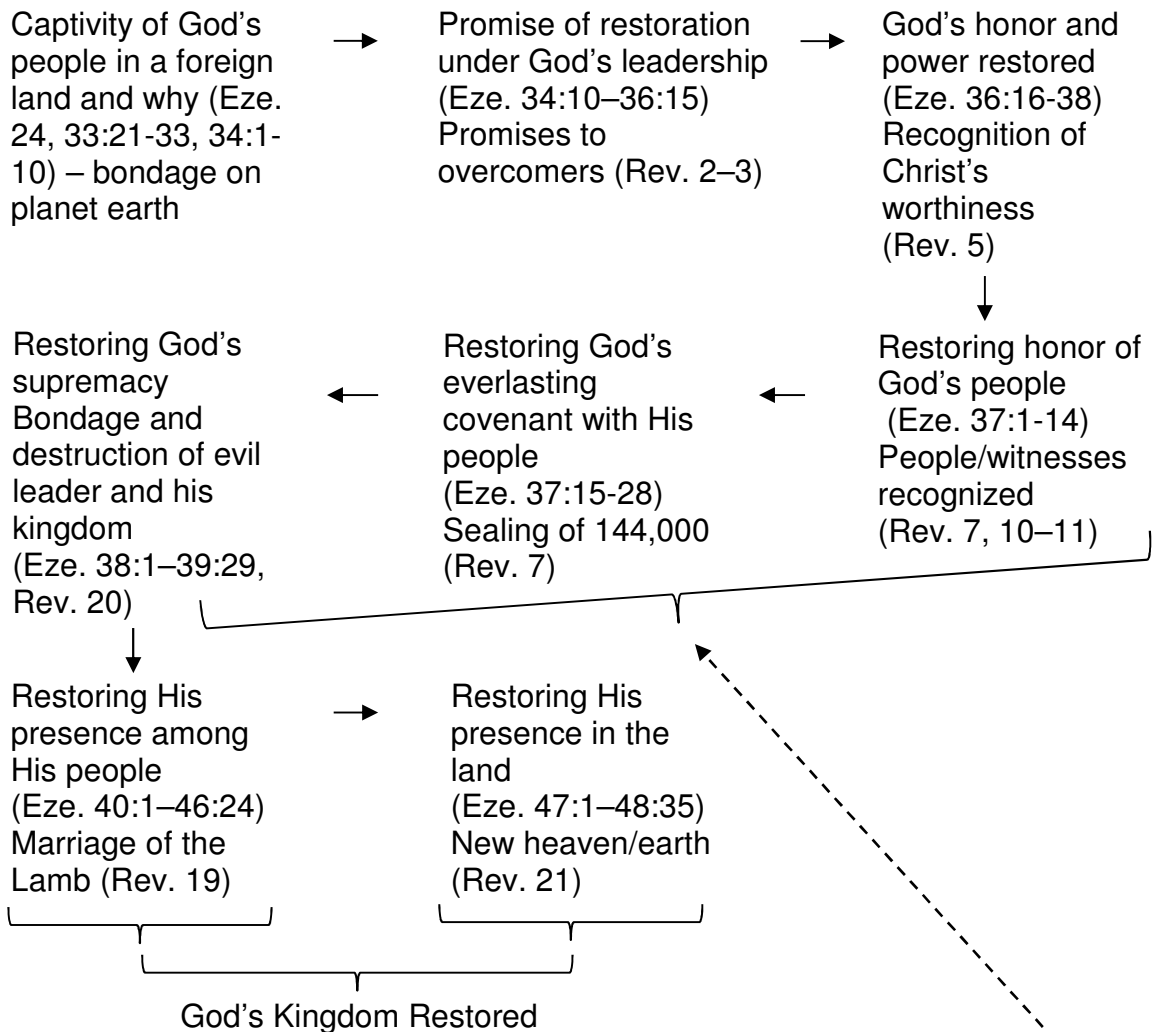 Captivity of God’s
people in a foreign
land and why (Eze.
24, 33:21-33, 34:1-
10) – bondage on
planet earth
Promise of restoration
under God’s leadership
(Eze. 34:10–36:15)
Promises to
overcomers (Rev. 2–3)
God’s honor and
power restored
(Eze. 36:16-38)
Recognition of
Christ’s
worthiness
(Rev. 5)
Restoring honor of
God’s people
(Eze. 37:1-14)
People/witnesses
recognized
(Rev. 7, 10–11)
Restoring God’s
everlasting
covenant with His
people
(Eze. 37:15-28)
Sealing of 144,000
(Rev. 7)
Restoring God’s
supremacy
Bondage and
destruction of evil
leader and his
kingdom
(Eze. 38:1–39:29,
Rev. 20)
Restoring His
presence among
His people
(Eze. 40:1–46:24)
Marriage of the
Lamb (Rev. 19)
Restoring His
presence in the
land
(Eze. 47:1–48:35)
New heaven/earth
(Rev. 21)
God’s Kingdom Restored